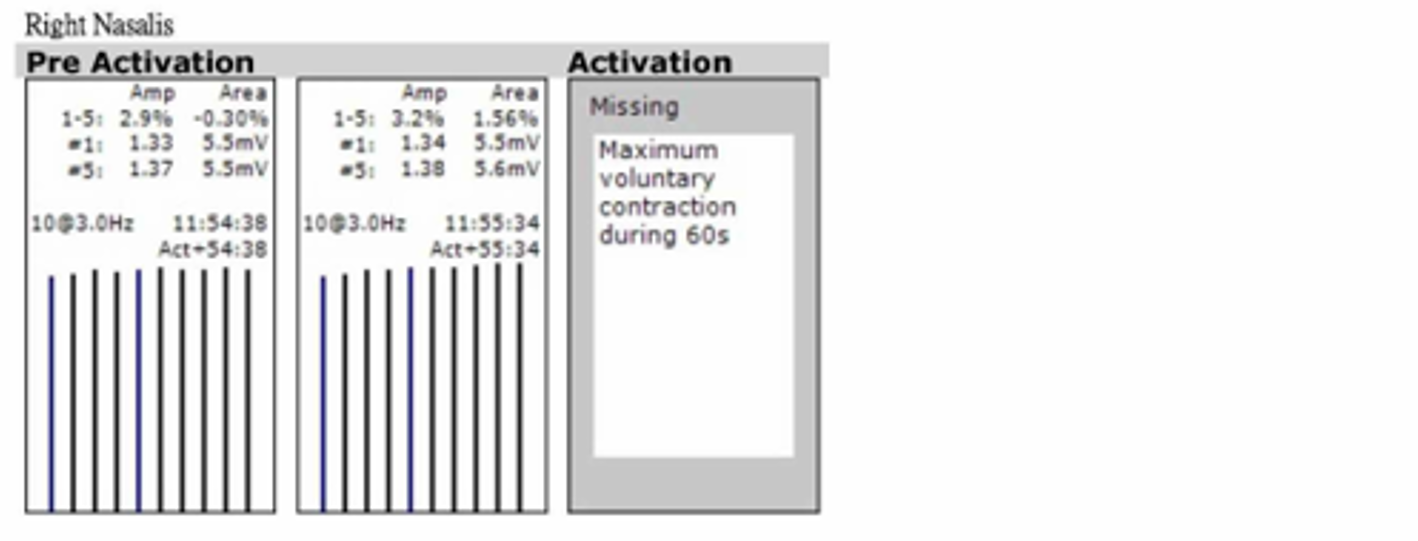 Right Nasalis
Pre Activation
Amp Area
1-5: 2.9% -0.30%
#1: 1.33 5.5mV
#5: 1.37 5.5mV
10@3.0Hz 11:54:38
Act+54:38
Amp Area
1-5: 3.2% 1.56%
#1: 1.34 5.5mV
#5: 1.38 5.6mV
10@3.0Hz 11:55:34
Act+55:34
Activation
Missing
Maximum
voluntary
contraction
during 60s